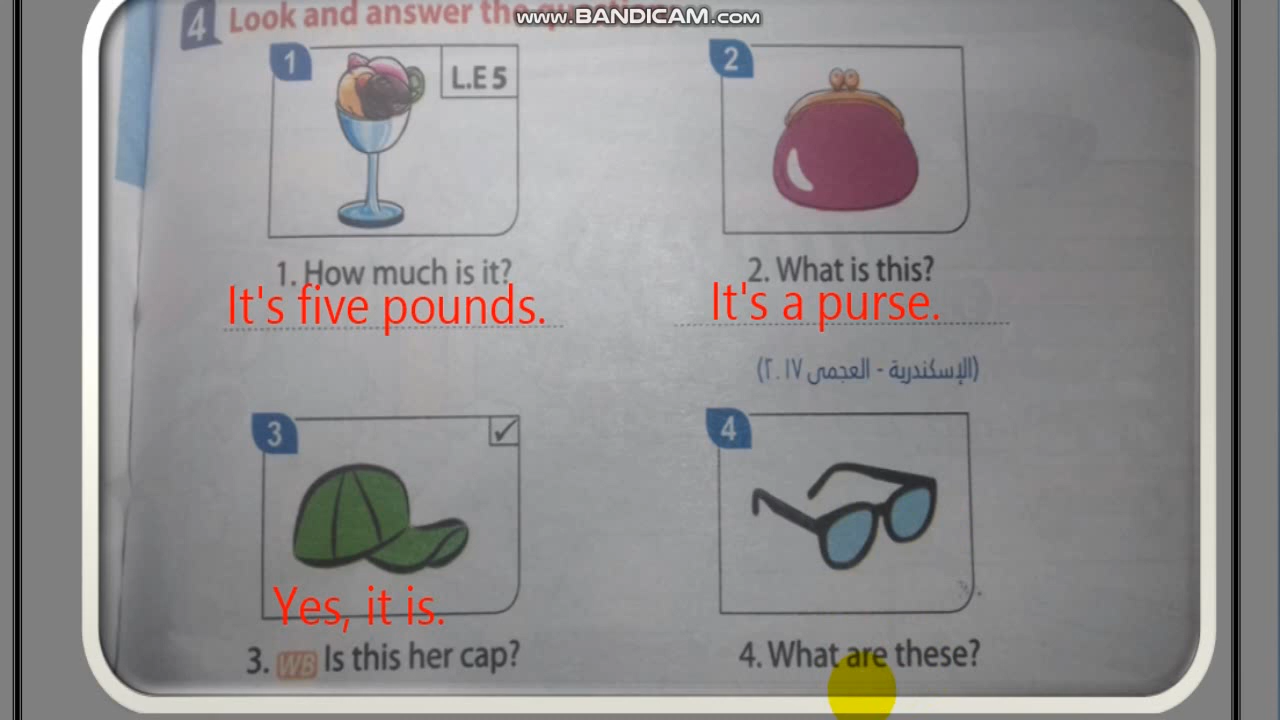 www.BANDICAM.com
4 Look and answer the
1
L.E 5
2
1. How much is it?
It's five pounds.
2. What is this?
It's a purse.
(الإسكندرية - العجمى ٢٠١٧)
3
4
Yes, it is.
3. WB Is this her cap?
4. What are these?